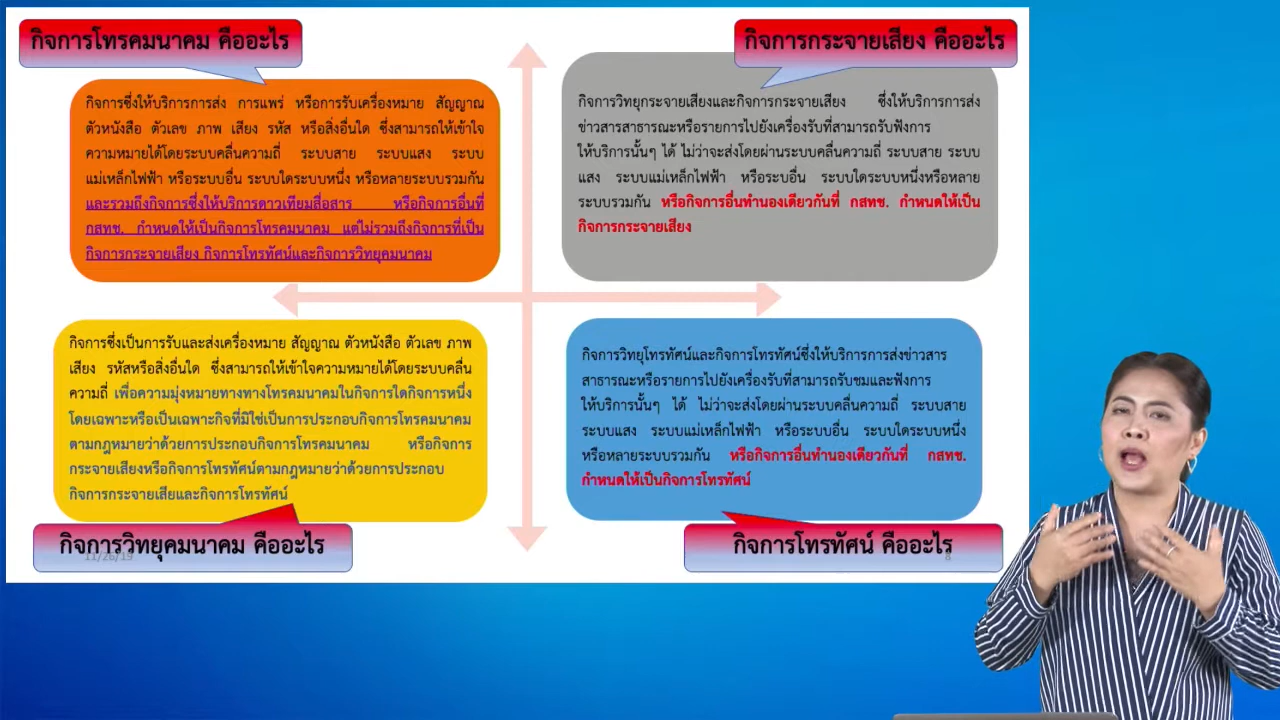 กิจการโทรคมนาคม คืออะไร
กิจการซึ่งให้บริการการส่ง การแพร่ หรือการรับเครื่องหมาย สัญญาณ
ตัวหนังสือ ตัวเลข ภาพ เสียง รหัส หรือสิ่งอื่นใด ซึ่งสามารถให้เข้าใจ
ความหมายได้โดยระบบคลื่นความถี่ ระบบสาย ระบบแสง ระบบ
แม่เหล็กไฟฟ้า หรือระบบอื่น ระบบใดระบบหนึ่ง หรือหลายระบบรวมกัน
และรวมถึงกิจการซึ่งให้บริการดาวเทียมสื่อสาร หรือกิจการอื่นที่
กสทช. กำหนดให้เป็นกิจการโทรคมนาคม แต่ไม่รวมถึงกิจการที่เป็น
กิจการกระจายเสียง กิจการโทรทัศน์และกิจการวิทยุคมนาคม
กิจการกระจายเสียง คืออะไร
กิจการวิทยุกระจายเสียงและกิจการกระจายเสียง ซึ่งให้บริการการส่ง
ข่าวสารสาธารณะหรือรายการไปยังเครื่องรับที่สามารถรับฟังการ
ให้บริการนั้นๆ ได้ ไม่ว่าจะส่งโดยผ่านระบบคลื่นความถี่ ระบบสาย ระบบ
แสง ระบบแม่เหล็กไฟฟ้า หรือระบอื่น ระบบใดระบบหนึ่งหรือหลาย
ระบบรวมกัน หรือกิจการอื่นทำนองเดียวกันที่ กสทช. กำหนดให้เป็น
กิจการกระจายเสียง
กิจการซึ่งเป็นการรับและส่งเครื่องหมาย สัญญาณ ตัวหนังสือ ตัวเลข ภาพ
เสียง รหัสหรือสิ่งอื่นใด ซึ่งสามารถให้เข้าใจความหมายได้โดยระบบคลื่น
ความถี่ เพื่อความมุ่งหมายทางทางโทรคมนาคมในกิจการใดกิจการหนึ่ง
โดยเฉพาะหรือเป็นเฉพาะกิจที่มิใช่เป็นการประกอบกิจการโทรคมนาคม
ตามกฎหมายว่าด้วยการประกอบกิจการโทรคมนาคม หรือกิจการ
กระจายเสียงหรือกิจการโทรทัศน์ตามกฎหมายว่าด้วยการประกอบ
กิจการกระจายเสียและกิจการโทรทัศน์
กิจการวิทยุคมนาคม คืออะไร
11/26/19
กิจการวิทยุโทรทัศน์และกิจการโทรทัศน์ซึ่งให้บริการการส่งข่าวสาร
สาธารณะหรือรายการไปยังเครื่องรับที่สามารถรับชมและฟังการ
ให้บริการนั้นๆ ได้ ไม่ว่าจะส่งโดยผ่านระบบคลื่นความถี่ ระบบสาย
ระบบแสง ระบบแม่เหล็กไฟฟ้า หรือระบบอื่น ระบบใดระบบหนึ่ง
หรือหลายระบบรวมกัน หรือกิจการอื่นทำนองเดียวกันที่ กสทช.
กำหนดให้เป็นกิจการโทรทัศน์
กิจการโทรทัศน์ คืออะไร
8